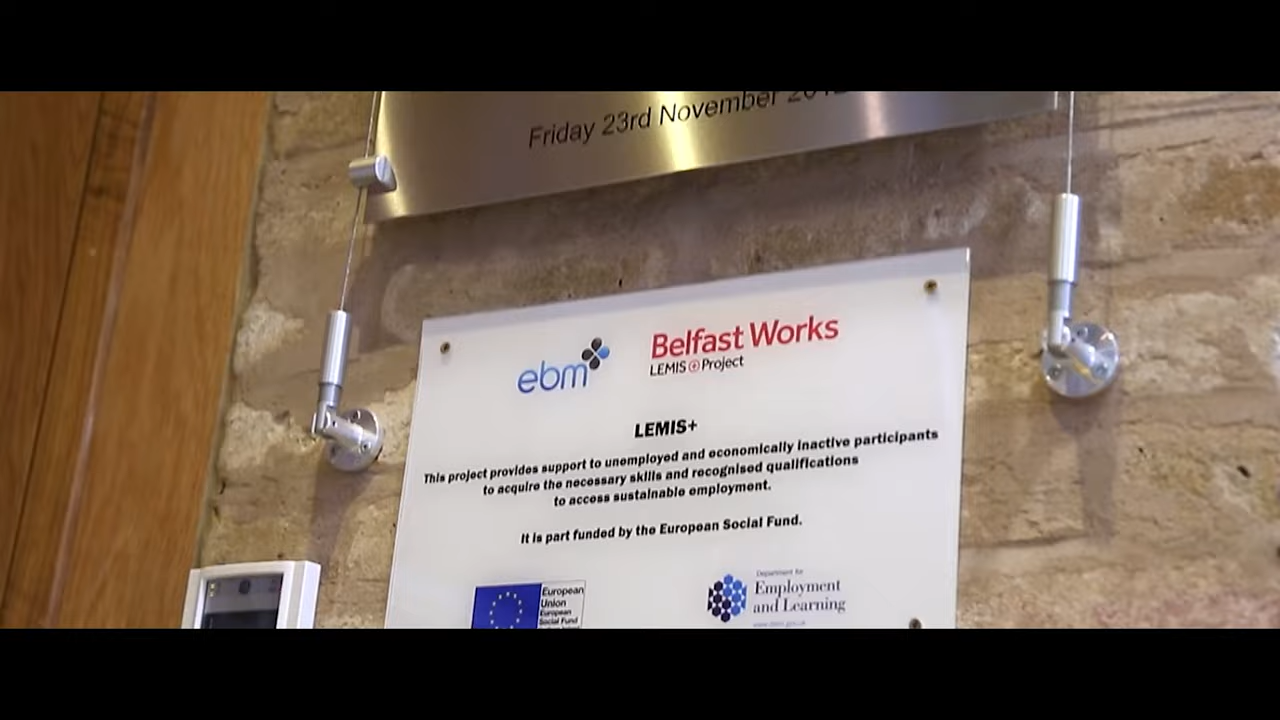 Friday 23rd November
ebm
Belfast Works
LEMIS+Project
LEMIS+
This project provides support to unemployed and economically inactive participants
to acquire the necessary skills and recognised qualifications
to access sustainable employment.
It is part funded by the European Social Fund.
European
Union
European
Social Fund
Department for
Employment
and Learning